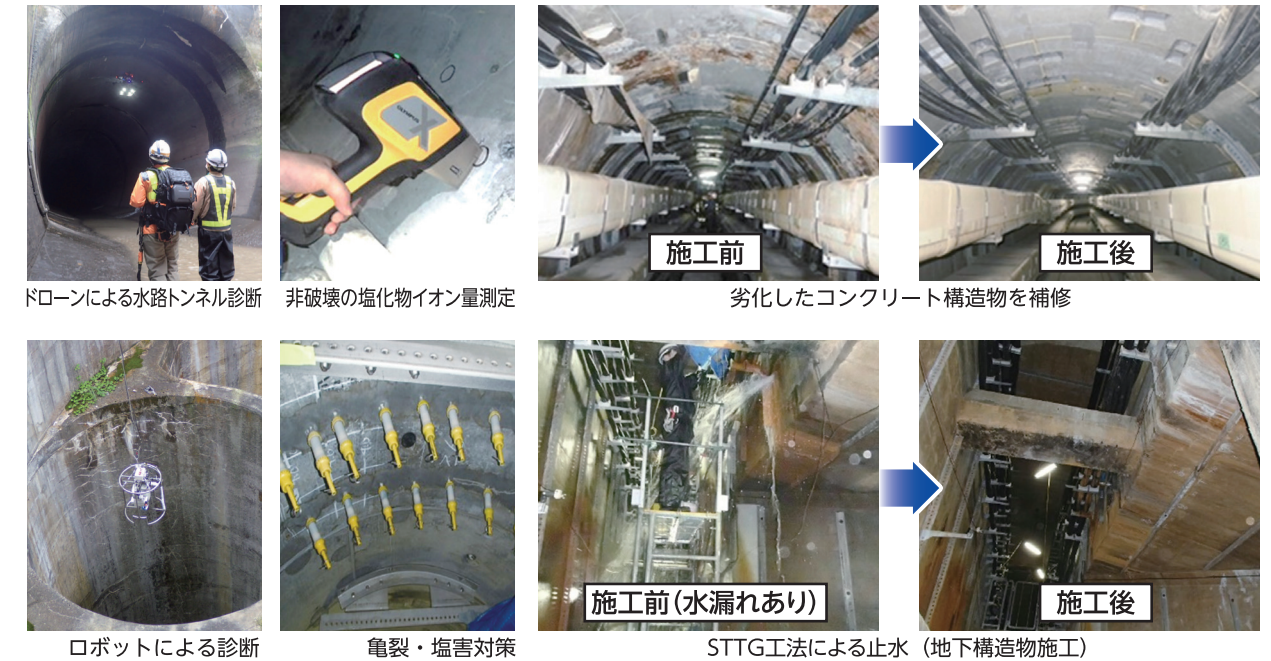 OLYMPUS
施工前
施工後
ドローンによる水路トンネル診断
非破壊の塩化物イオン量測定
劣化したコンクリート構造物を補修
施工前(水漏れあり)
施工後
ロボットによる診断
亀裂・塩害対策
STTG工法による止水(地下構造物施工)